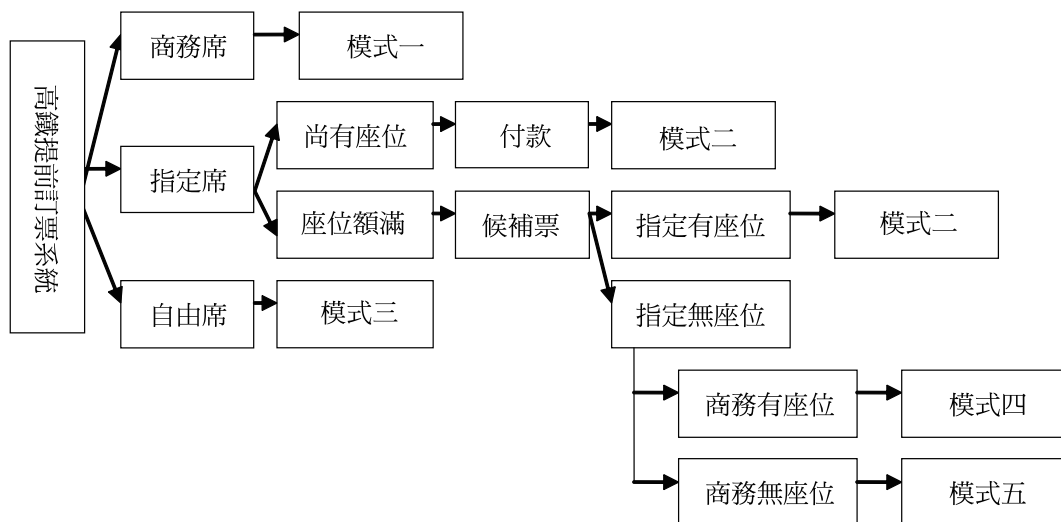 高鐵提前訂票系統
商務席
模式一
指定席
尚有座位
付款
模式二
座位額滿
候補票
指定有座位
模式二
指定無座位
商務有座位
模式四
商務無座位
模式五
自由席
模式三